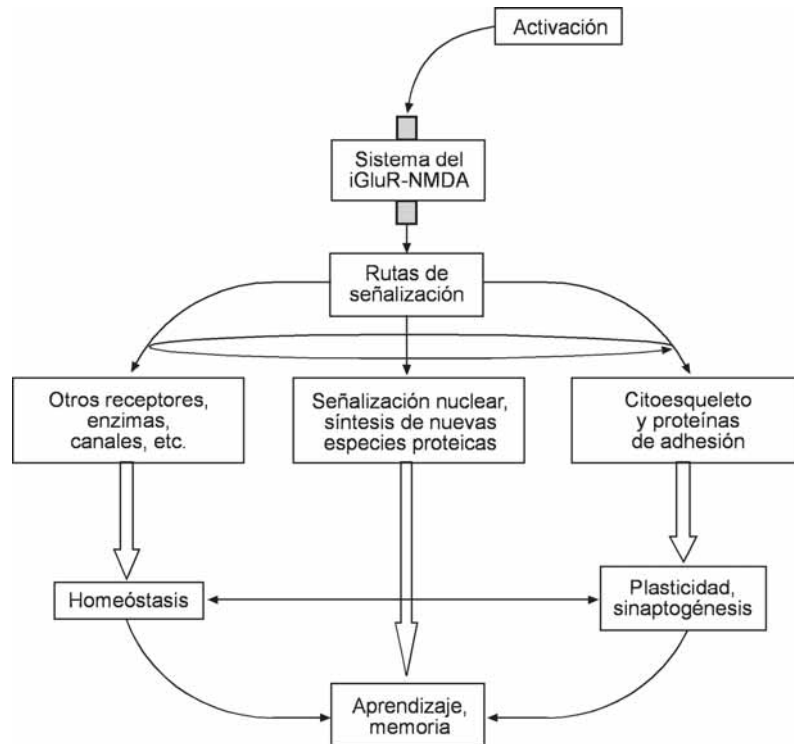 Activación
Sistema del
iGluR-NMDA
Rutas de
señalización
Otros receptores,
enzimas,
canales, etc.
Señalización nuclear,
síntesis de nuevas
especies proteicas
Citoesqueleto
y proteínas
de adhesión
Homeóstasis
Plasticidad,
sinaptogénesis
Aprendizaje,
memoria